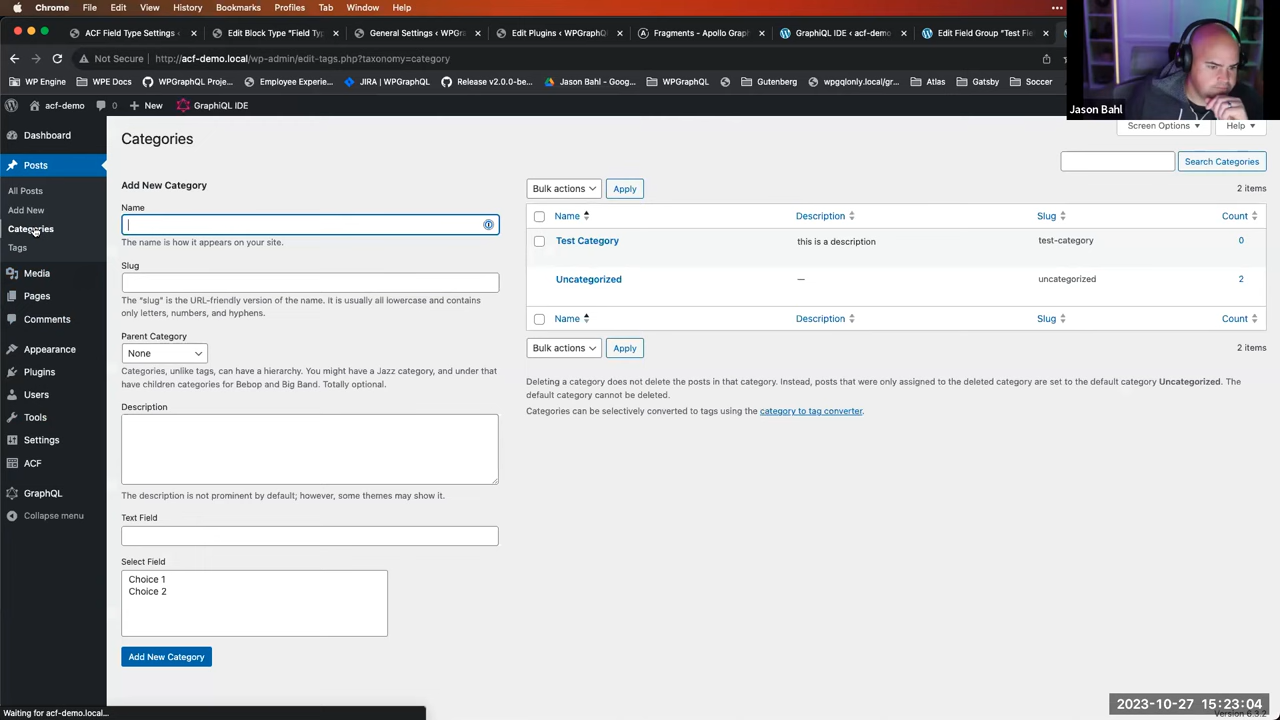 Chrome File Edit View History Bookmarks Profiles Tab Window Help
ACF Field Type Settings < W
Edit Block Type "Field Typ
General Settings < WPGra
Edit Plugins < WPGraphQL
Fragments - Apollo Grap
GraphiQL IDE < acf-demo
Edit Field Group "Test Fie
Not Secure http://acf-demo.local/wp-admin/edit-tags.php?taxonomy=category
WP Engine WPE Docs WPGraphQL Proje... WPGraphQL JIRA | WPGraphQL Release v2.0.0-be... Jason Bahl - Goog... WPGraphQL Gutenberg wpgqlonly.local/gr... Atlas Gatsby Soccer
Jason Bahl
acf-demo 0 + New GraphiQL IDE
Screen Options ▼ Help ▼
Dashboard
Posts
All Posts
Add New
Categories
Tags
Media
Pages
Comments
Appearance
Plugins
Users
Tools
Settings
ACF
GraphQL
Collapse menu
Categories
Add New Category
Name
The name is how it appears on your site.
Slug
The "slug" is the URL-friendly version of the name. It is usually all lowercase and contains
only letters, numbers, and hyphens.
Parent Category
None
Categories, unlike tags, can have a hierarchy. You might have a Jazz category, and under that
have children categories for Bebop and Big Band. Totally optional.
Description
The description is not prominent by default; however, some themes may show it.
Text Field
Select Field
Choice 1
Choice 2
Add New Category
Search Categories
Bulk actions Apply 2 items
Name Description Slug Count
Test Category this is a description test-category 0
Uncategorized — uncategorized 2
Name Description Slug Count
Bulk actions Apply 2 items
Deleting a category does not delete the posts in that category. Instead, posts that were only assigned to the deleted category are set to the default category Uncategorized. The
default category cannot be deleted.
Categories can be selectively converted to tags using the category to tag converter.
Waiting for acf-demo.local...
2023-10-27 15:23:04
Version 6.3.2